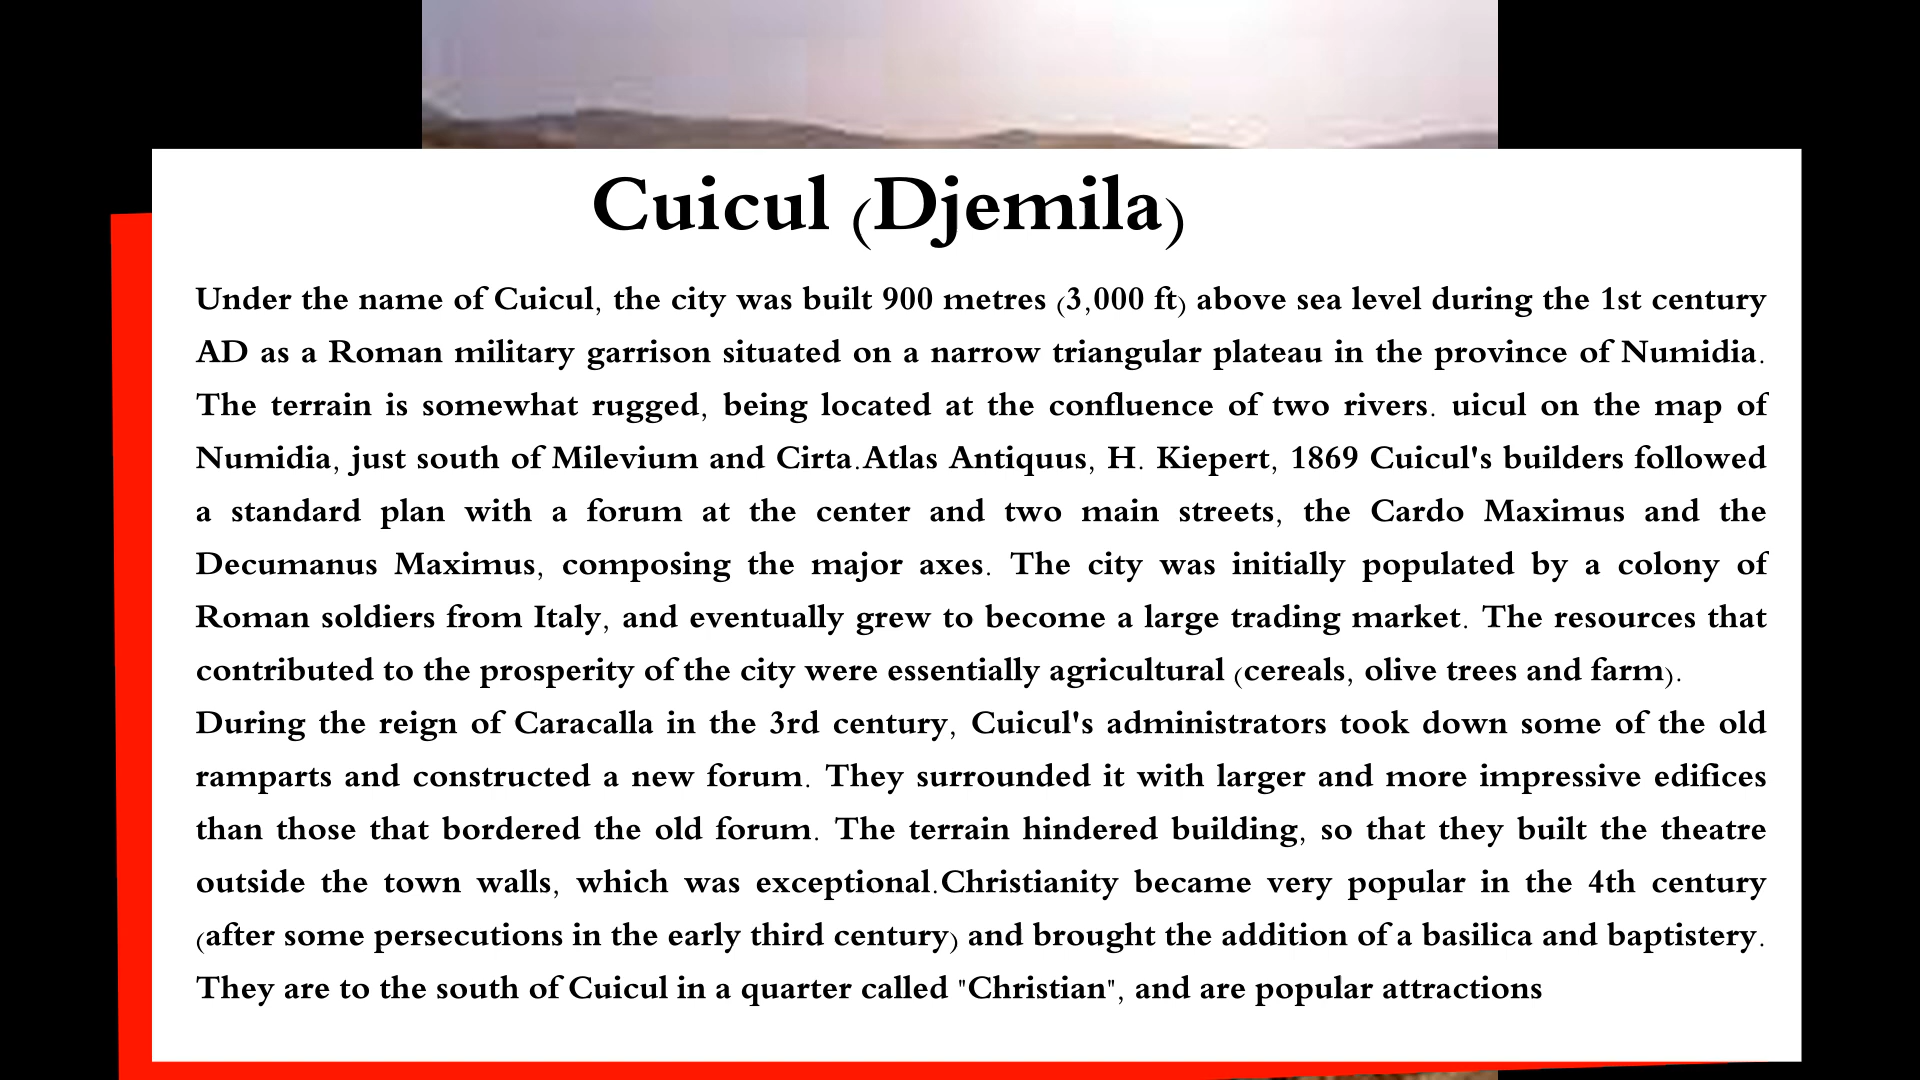 Cuicul (Djemila)
Under the name of Cuicul, the city was built 900 metres (3,000 ft) above sea level during the 1st century
AD as a Roman military garrison situated on a narrow triangular plateau in the province of Numidia.
The terrain is somewhat rugged, being located at the confluence of two rivers. uicul on the map of
Numidia, just south of Milevium and Cirta.Atlas Antiquus, H. Kiepert, 1869 Cuicul's builders followed
a standard plan with a forum at the center and two main streets, the Cardo Maximus and the
Decumanus Maximus, composing the major axes. The city was initially populated by a colony of
Roman soldiers from Italy, and eventually grew to become a large trading market. The resources that
contributed to the prosperity of the city were essentially agricultural (cereals, olive trees and farm).
During the reign of Caracalla in the 3rd century, Cuicul's administrators took down some of the old
ramparts and constructed a new forum. They surrounded it with larger and more impressive edifices
than those that bordered the old forum. The terrain hindered building, so that they built the theatre
outside the town walls, which was exceptional.Christianity became very popular in the 4th century
(after some persecutions in the early third century) and brought the addition of a basilica and baptistery.
They are to the south of Cuicul in a quarter called "Christian", and are popular attractions